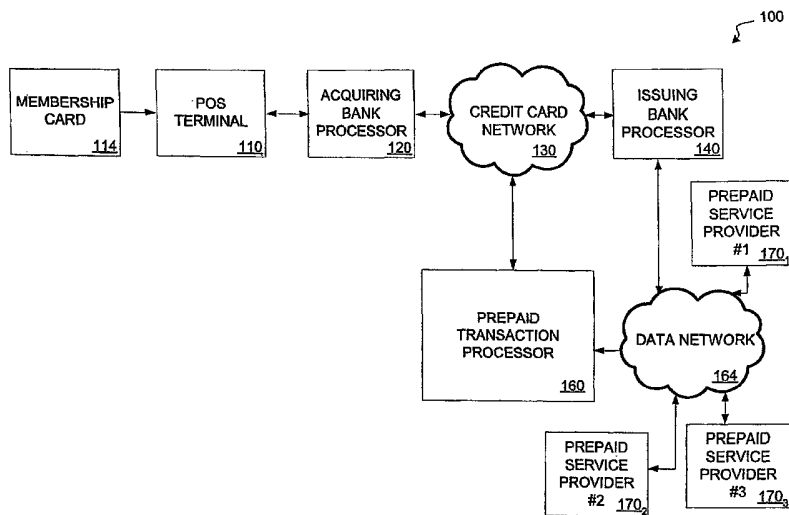 100
MEMBERSHIP
CARD
114
POS
TERMINAL
110
ACQUIRING
BANK
PROCESSOR
120
CREDIT CARD
NETWORK
130
ISSUING
BANK
PROCESSOR
140
PREPAID
SERVICE
PROVIDER
#1
170₁
PREPAID
TRANSACTION
PROCESSOR
160
DATA NETWORK
164
PREPAID
SERVICE
PROVIDER
#2
170₂
PREPAID
SERVICE
PROVIDER
#3
170₃